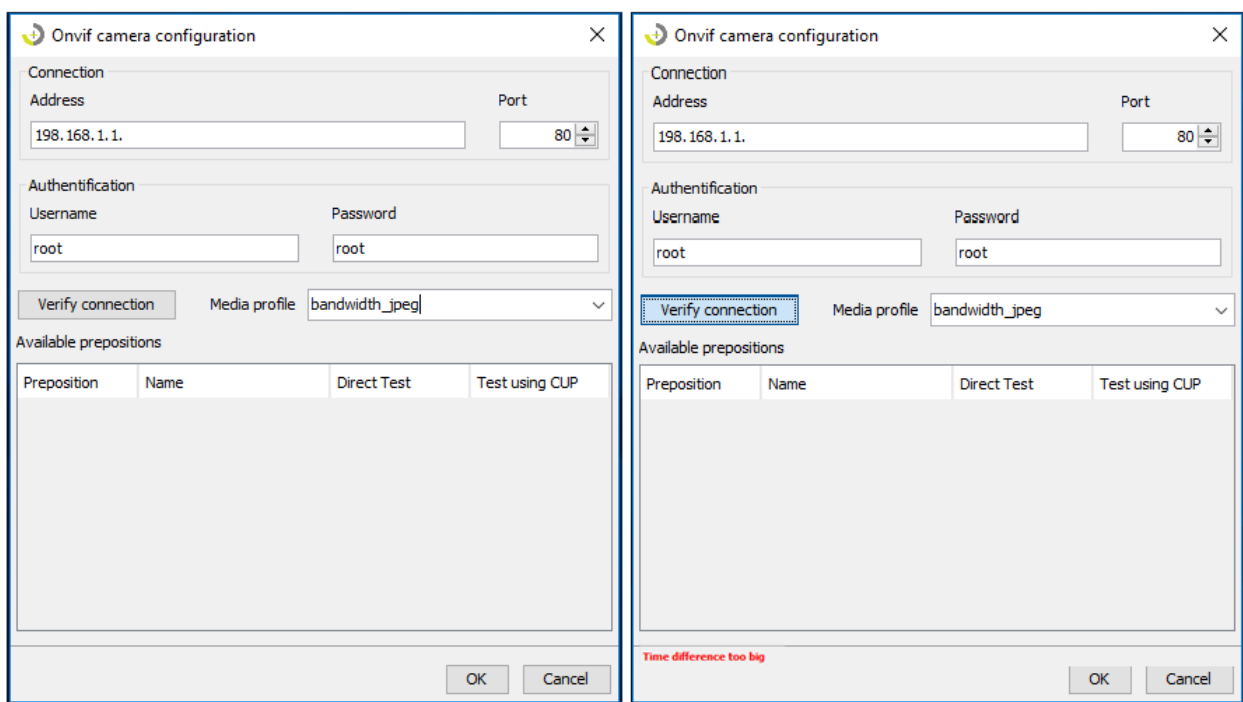 Onvif camera configuration
Connection
Address Port
198.168.1.1. 80
Authentification
Username Password
root root
Verify connection Media profile bandwidth_jpeg
Available prepositions
Preposition Name Direct Test Test using CUP
OK Cancel
Onvif camera configuration
Connection
Address Port
198.168.1.1. 80
Authentification
Username Password
root root
Verify connection Media profile bandwidth_jpeg
Available prepositions
Preposition Name Direct Test Test using CUP
Time difference too big
OK Cancel